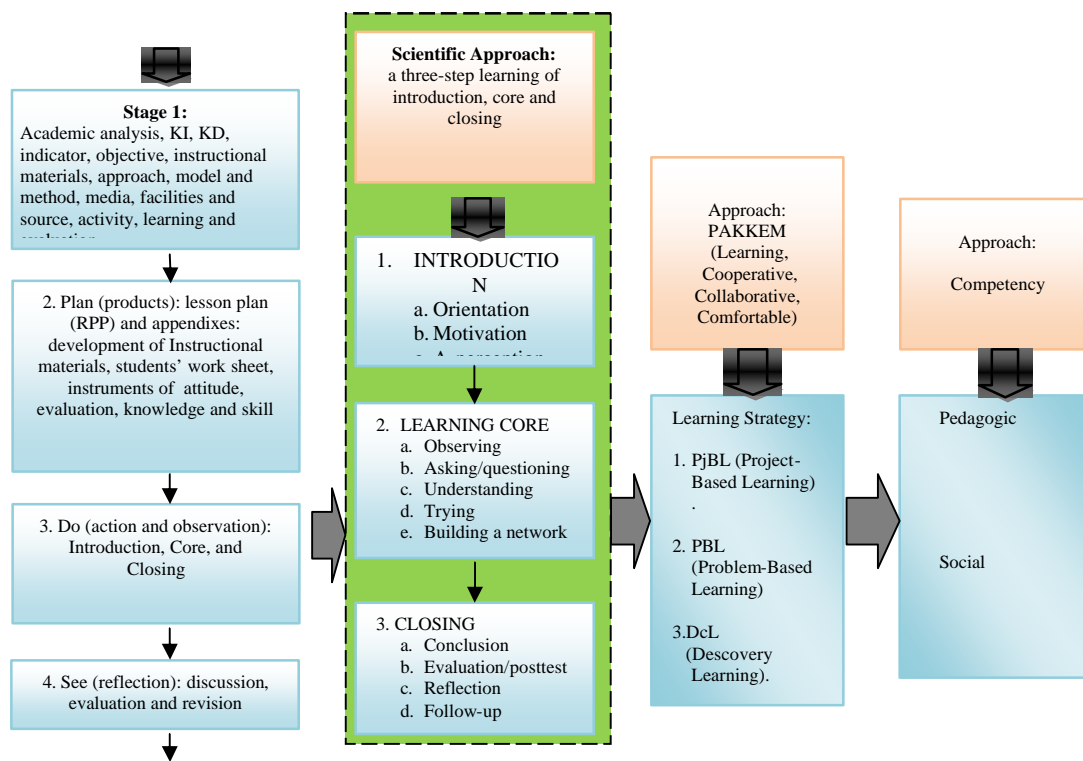 Stage 1:
Academic analysis, KI, KD,
indicator, objective, instructional
materials, approach, model and
method, media, facilities and
source, activity, learning and
2. Plan (products): lesson plan
(RPP) and appendixes:
development of Instructional
materials, students’ work sheet,
instruments of attitude,
evaluation, knowledge and skill
3. Do (action and observation):
Introduction, Core, and
Closing
4. See (reflection): discussion,
evaluation and revision
Scientific Approach:
a three-step learning of
introduction, core and
closing
1. INTRODUCTIO
N
a. Orientation
b. Motivation
2. LEARNING CORE
a. Observing
b. Asking/questioning
c. Understanding
d. Trying
e. Building a network
3. CLOSING
a. Conclusion
b. Evaluation/posttest
c. Reflection
d. Follow-up
Approach:
PAKKEM
(Learning,
Cooperative,
Collaborative,
Comfortable)
Learning Strategy:
1. PjBL (Project-
Based Learning)
.
2. PBL
(Problem-Based
Learning)
3.DcL
(Descovery
Learning).
Approach:
Competency
Pedagogic
Social